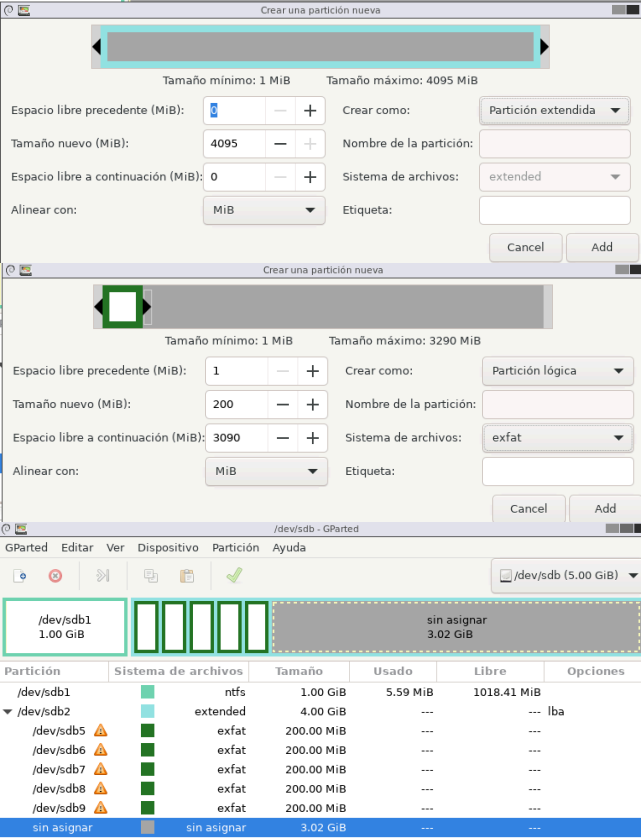 Crear una partición nueva
Tamaño mínimo: 1 MiB Tamaño máximo: 4095 MiB
Espacio libre precedente (MiB): 0 Crear como: Partición extendida
Tamaño nuevo (MiB): 4095 Nombre de la partición:
Espacio libre a continuación (MiB): 0 Sistema de archivos: extended
Alinear con: MiB Etiqueta:
Cancel Add
Crear una partición nueva
Tamaño mínimo: 1 MiB Tamaño máximo: 3290 MiB
Espacio libre precedente (MiB): 1 Crear como: Partición lógica
Tamaño nuevo (MiB): 200 Nombre de la partición:
Espacio libre a continuación (MiB): 3090 Sistema de archivos: exfat
Alinear con: MiB Etiqueta:
Cancel Add
/dev/sdb - GParted
GParted Editar Ver Dispositivo Partición Ayuda
/dev/sdb (5.00 GiB)
/dev/sdb1 sin asignar
1.00 GiB 3.02 GiB
Partición Sistema de archivos Tamaño Usado Libre Opciones
/dev/sdb1 ntfs 1.00 GiB 5.59 MiB 1018.41 MiB
/dev/sdb2 extended 4.00 GiB --- --- lba
/dev/sdb5 exfat 200.00 MiB --- ---
/dev/sdb6 exfat 200.00 MiB --- ---
/dev/sdb7 exfat 200.00 MiB --- ---
/dev/sdb8 exfat 200.00 MiB --- ---
/dev/sdb9 exfat 200.00 MiB --- ---
sin asignar sin asignar 3.02 GiB --- ---